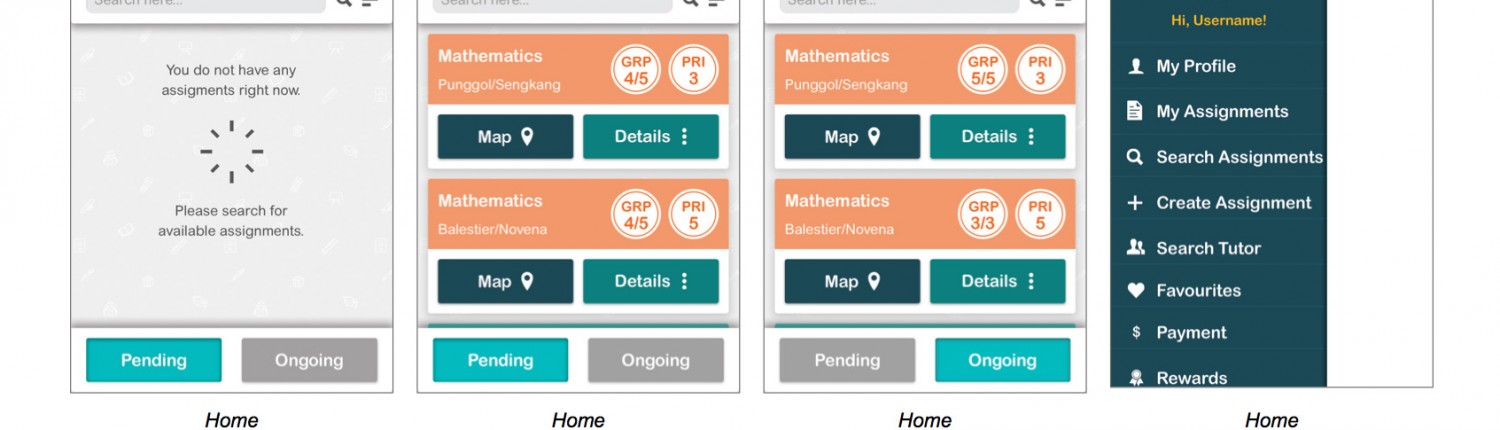 Search here...
You do not have any
assigments right now.
Please search for
available assignments.
Pending
Ongoing
Home
Search here...
Mathematics
Punggol/Sengkang
GRP
4/5
PRI
3
Map
Details
Mathematics
Balestier/Novena
GRP
4/5
PRI
5
Map
Details
Pending
Ongoing
Home
Search here...
Mathematics
Punggol/Sengkang
GRP
5/5
PRI
3
Map
Details
Mathematics
Balestier/Novena
GRP
3/3
PRI
5
Map
Details
Pending
Ongoing
Home
Hi, Username!
My Profile
My Assignments
Search Assignments
Create Assignment
Search Tutor
Favourites
$ Payment
Rewards
Home